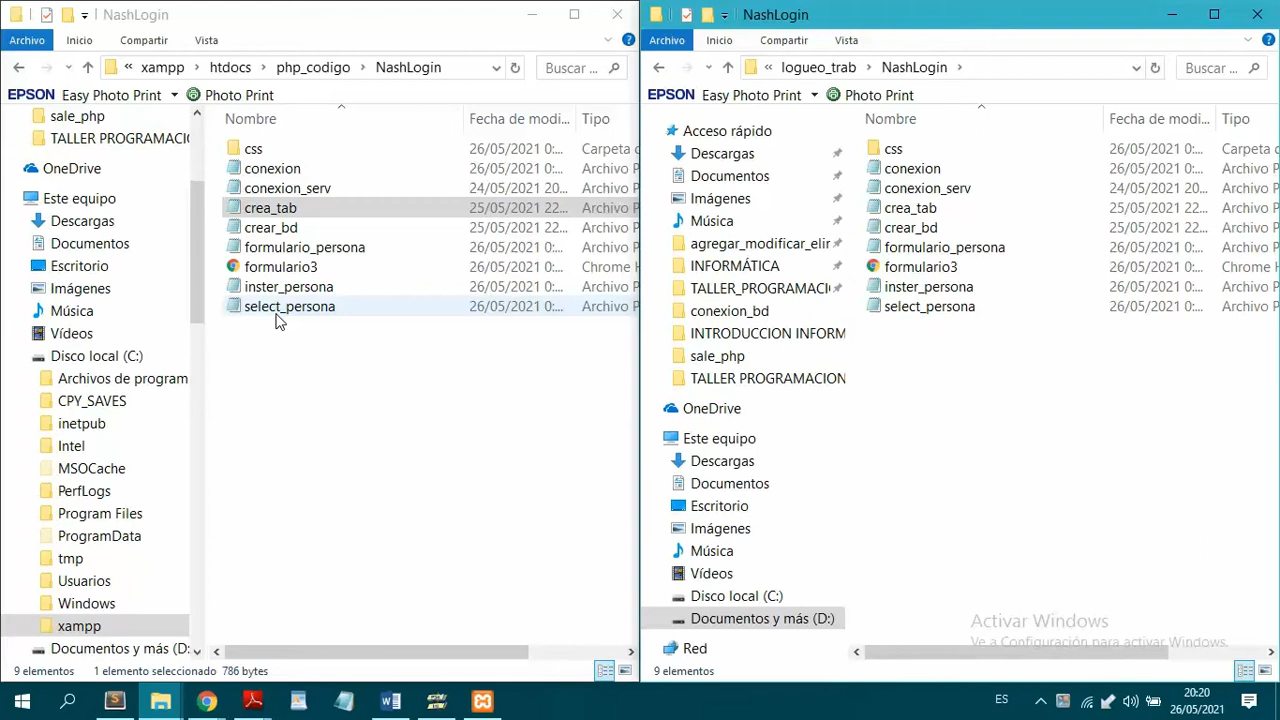 NashLogin
Archivo Inicio Compartir Vista
xampp htdocs php_codigo NashLogin Buscar ...
EPSON Easy Photo Print Photo Print
Nombre Fecha de modi... Tipo
sale_php
TALLER PROGRAMACIO
OneDrive
Este equipo
Descargas
Documentos
Escritorio
Imágenes
Música
Vídeos
Disco local (C:)
Archivos de program
CPY_SAVES
inetpub
Intel
MSOCache
PerfLogs
Program Files
ProgramData
tmp
Usuarios
Windows
xampp
Documentos y más (D:
css 26/05/2021 0:... Carpeta d
conexion 26/05/2021 0:... Archivo P
conexion_serv 24/05/2021 20... Archivo P
crea_tab 25/05/2021 22... Archivo P
crear_bd 25/05/2021 22... Archivo P
formulario_persona 26/05/2021 0:... Archivo P
formulario3 26/05/2021 0:... Chrome H
inster_persona 26/05/2021 0:... Archivo P
select_persona 26/05/2021 0:... Archivo P
9 elementos 1 elemento seleccionado 786 bytes
NashLogin
Archivo Inicio Compartir Vista
logueo_trab NashLogin Buscar ...
EPSON Easy Photo Print Photo Print
Nombre Fecha de modi... Tipo
Acceso rápido
Descargas
Documentos
Imágenes
Música
agregar_modificar_elir
INFORMÁTICA
TALLER_PROGRAMACI
conexion_bd
INTRODUCCION INFORM
sale_php
TALLER PROGRAMACION
OneDrive
Este equipo
Descargas
Documentos
Escritorio
Imágenes
Música
Vídeos
Disco local (C:)
Documentos y más (D:)
Red
css 26/05/2021 0:... Carpeta d
conexion 26/05/2021 0:... Archivo P
conexion_serv 24/05/2021 20... Archivo P
crea_tab 25/05/2021 22... Archivo P
crear_bd 25/05/2021 22... Archivo P
formulario_persona 26/05/2021 0:... Archivo P
formulario3 26/05/2021 0:... Chrome H
inster_persona 26/05/2021 0:... Archivo P
select_persona 26/05/2021 0:... Archivo P
Activar Windows
Ve a Configuración para activar Windows.
9 elementos
ES
20:20
26/05/2021